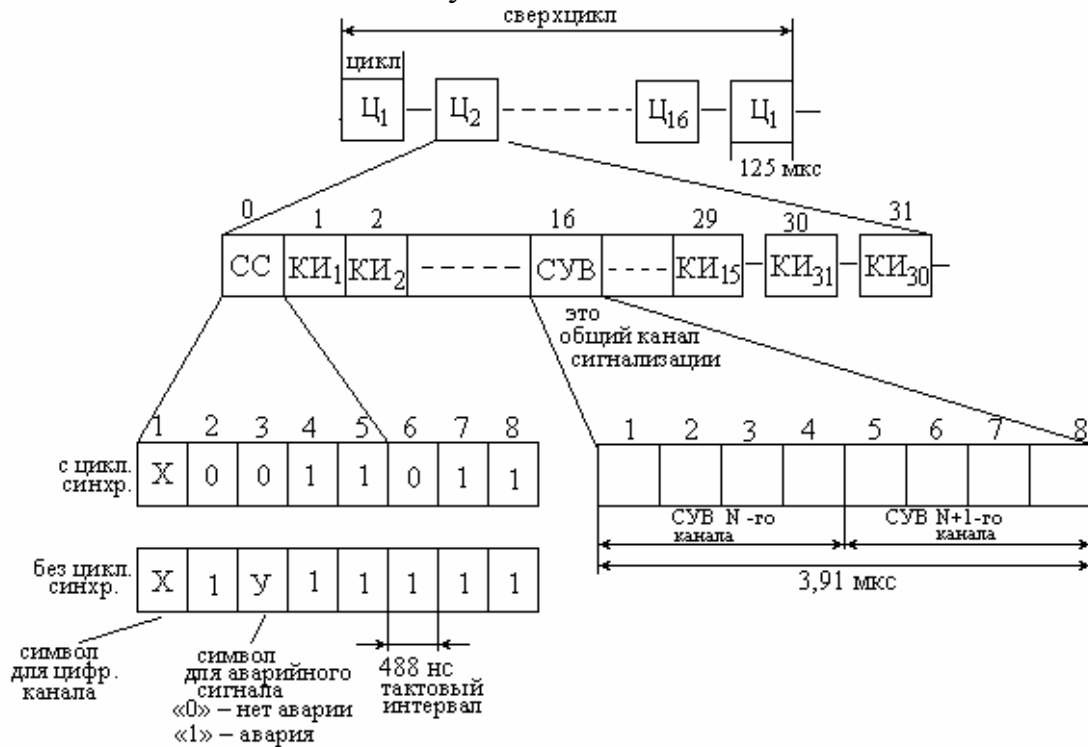 у
сверхцикл
цикл
Ц1 Ц2 Ц16 Ц1
125 мкс
0 1 2 16 29 30 31
СС КИ1 КИ2 СУВ КИ15 КИ31 КИ30
это
общий канал
сигнализации
1 2 3 4 5 6 7 8
с цикл.
синхр.
X 0 0 1 1 0 1 1
без цикл.
синхр.
X 1 У 1 1 1 1 1
символ
для цифр.
канала
символ
для аварийного
сигнала
«0» – нет аварии
«1» – авария
488 нс
тактовый
интервал
1 2 3 4 5 6 7 8
СУВ N -го
канала
СУВ N+1-го
канала
3,91 мкс